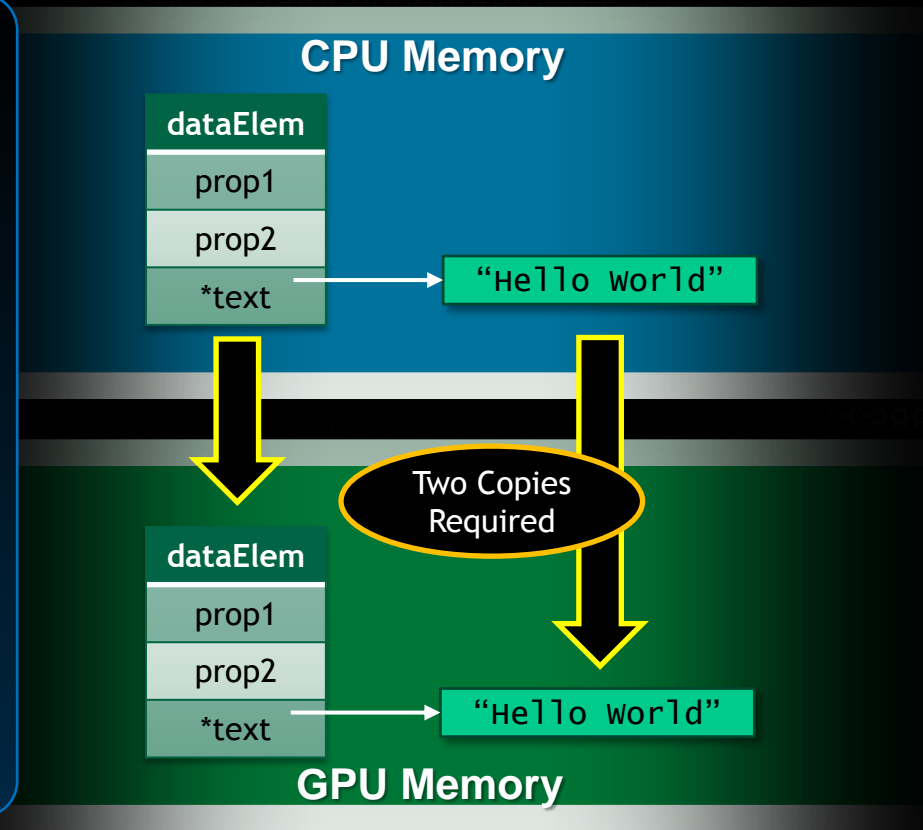 CPU Memory
dataElem
prop1
prop2
*text
“Hello World”
Two Copies
Required
dataElem
prop1
prop2
*text
“Hello World”
GPU Memory